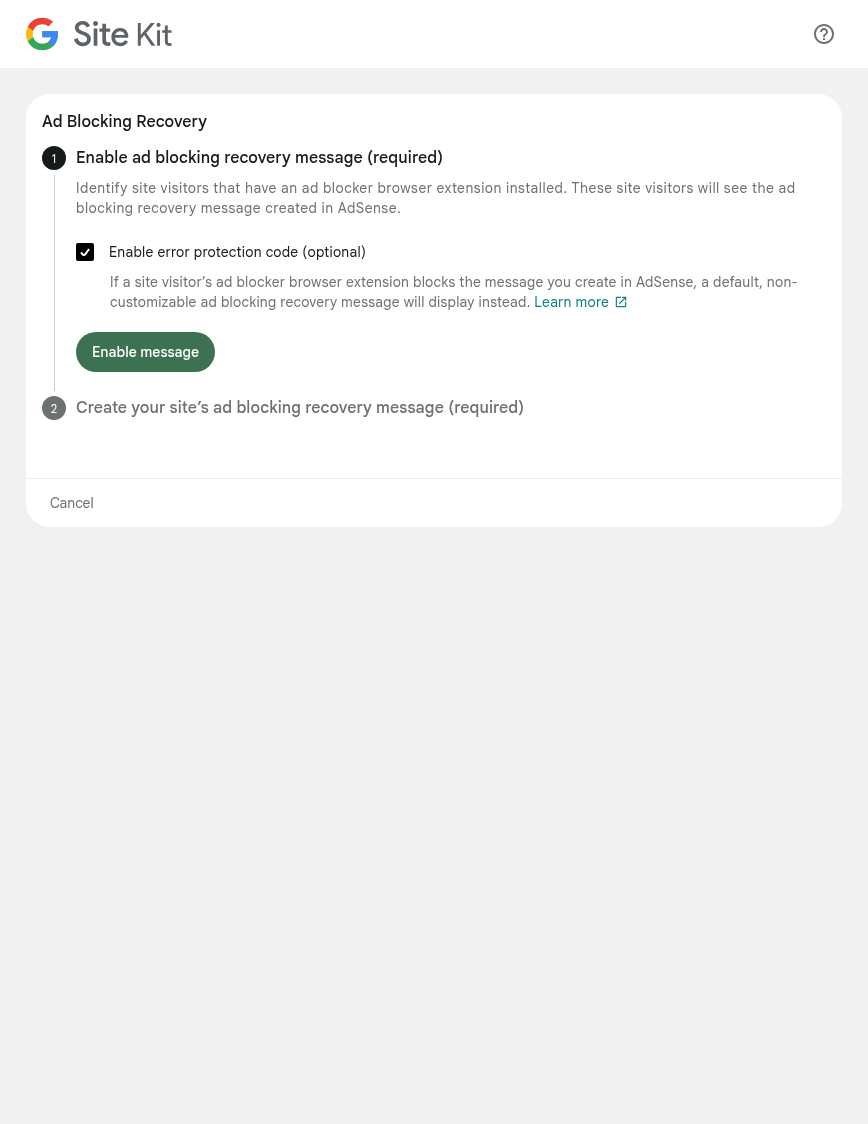 Site Kit
Ad Blocking Recovery
1
Enable ad blocking recovery message (required)
Identify site visitors that have an ad blocker browser extension installed. These site visitors will see the ad
blocking recovery message created in AdSense.
Enable error protection code (optional)
If a site visitor’s ad blocker browser extension blocks the message you create in AdSense, a default, non-
customizable ad blocking recovery message will display instead. Learn more
Enable message
2
Create your site’s ad blocking recovery message (required)
Cancel